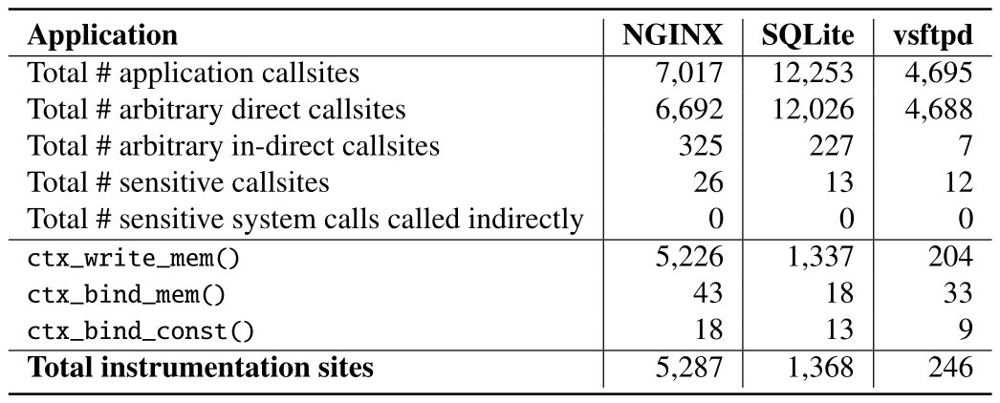 Application NGINX SQLite vsftpd
Total # application callsites 7,017 12,253 4,695
Total # arbitrary direct callsites 6,692 12,026 4,688
Total # arbitrary in-direct callsites 325 227 7
Total # sensitive callsites 26 13 12
Total # sensitive system calls called indirectly 0 0 0
ctx_write_mem() 5,226 1,337 204
ctx_bind_mem() 43 18 33
ctx_bind_const() 18 13 9
Total instrumentation sites 5,287 1,368 246